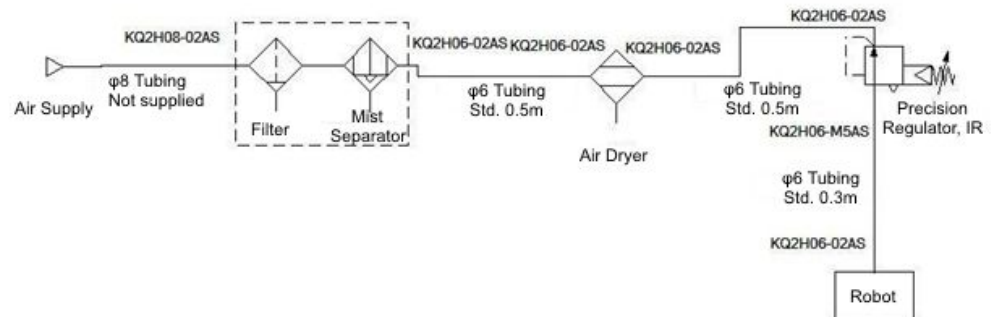 KQ2H06-02AS
KQ2H08-02AS
KQ2H06-02AS
KQ2H06-02AS
KQ2H06-02AS
Air Supply
φ8 Tubing
Not supplied
Filter
Mist
Separator
φ6 Tubing
Std. 0.5m
Air Dryer
φ6 Tubing
Std. 0.5m
Precision
Regulator, IR
KQ2H06-M5AS
φ6 Tubing
Std. 0.3m
KQ2H06-02AS
Robot